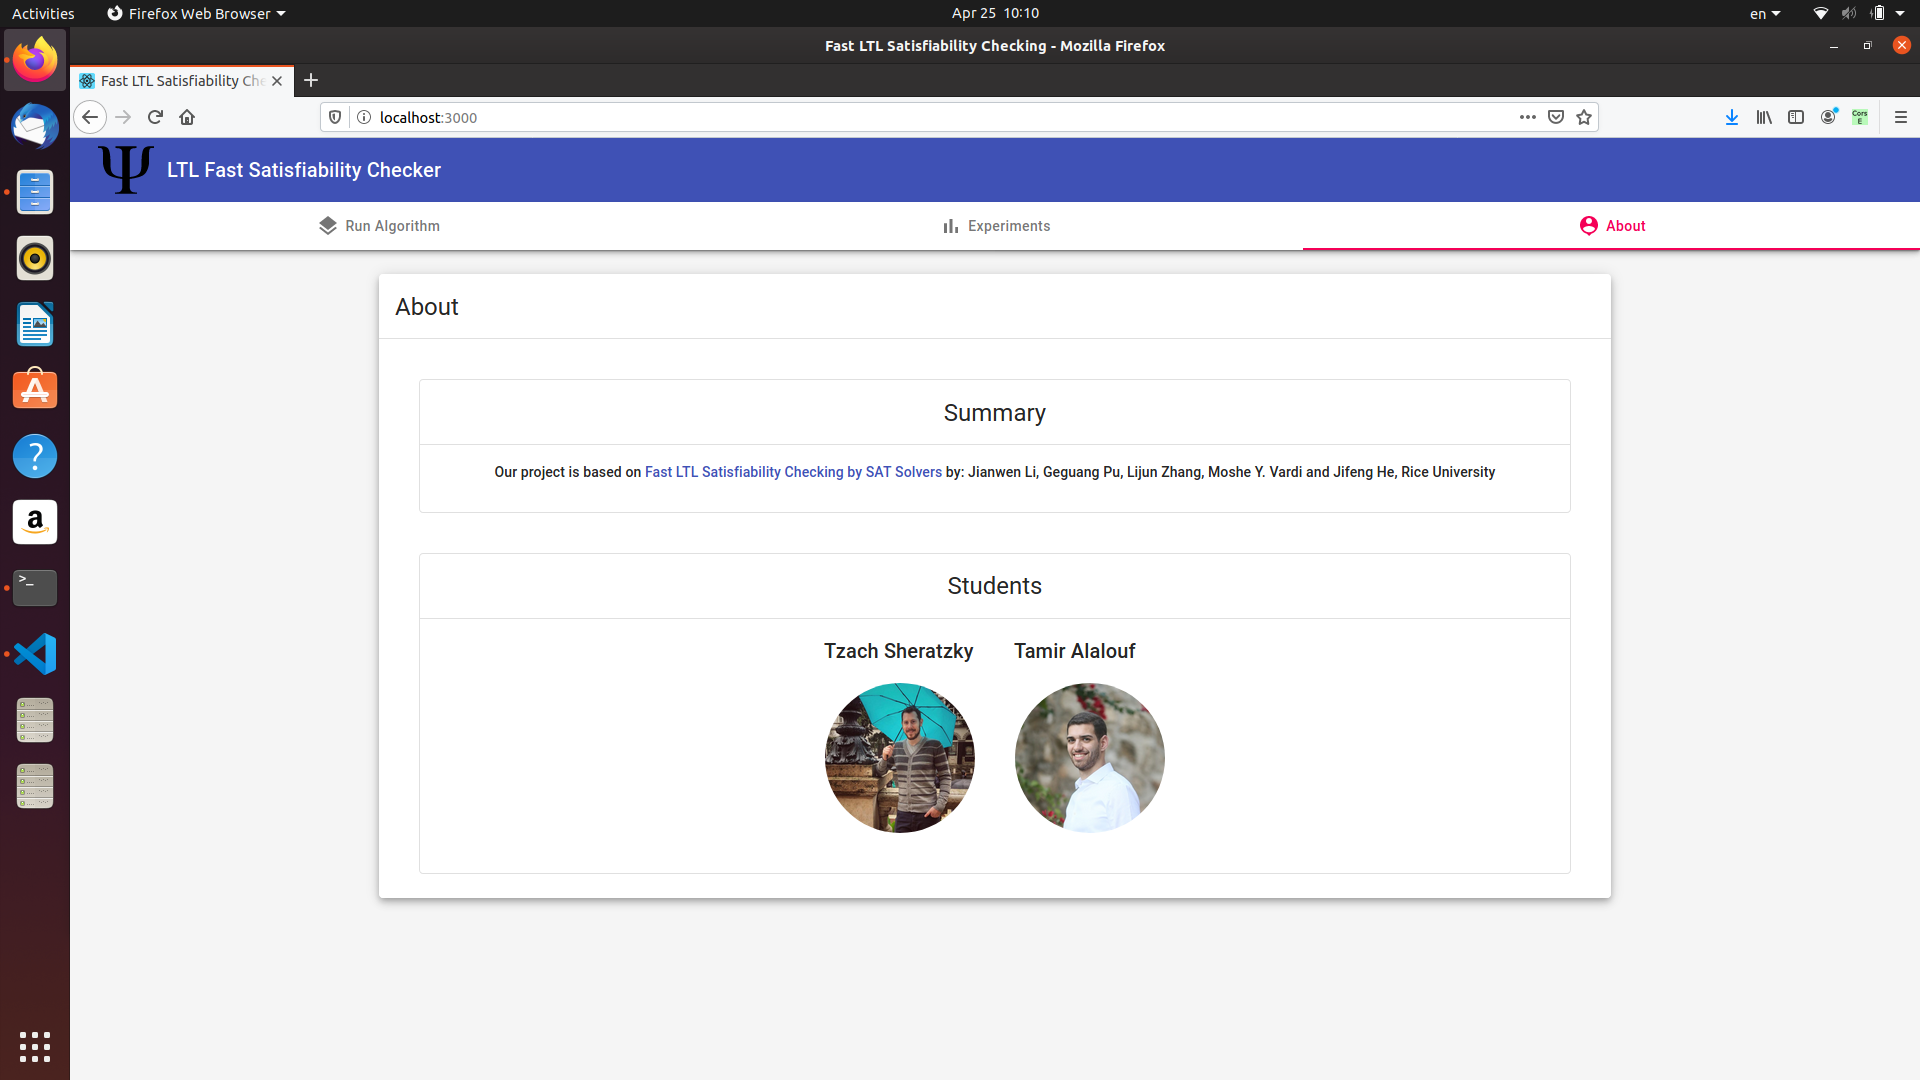 Activities
Firefox Web Browser
Apr 25 10:10
en
Fast LTL Satisfiability Checking - Mozilla Firefox
Fast LTL Satisfiability Che
localhost:3000
Cors
E
Ψ LTL Fast Satisfiability Checker
Run Algorithm
Experiments
About
About
Summary
Our project is based on Fast LTL Satisfiability Checking by SAT Solvers by: Jianwen Li, Geguang Pu, Lijun Zhang, Moshe Y. Vardi and Jifeng He, Rice University
Students
Tzach Sheratzky
Tamir Alalouf